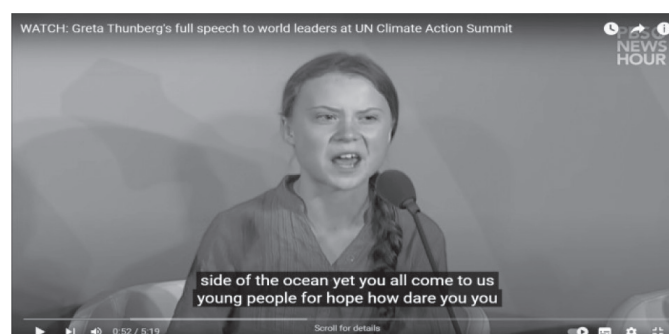 WATCH: Greta Thunberg's full speech to world leaders at UN Climate Action Summit
PBS
NEWS
HOUR
side of the ocean yet you all come to us
young people for hope how dare you you
0:52 / 5:19
Scroll for details